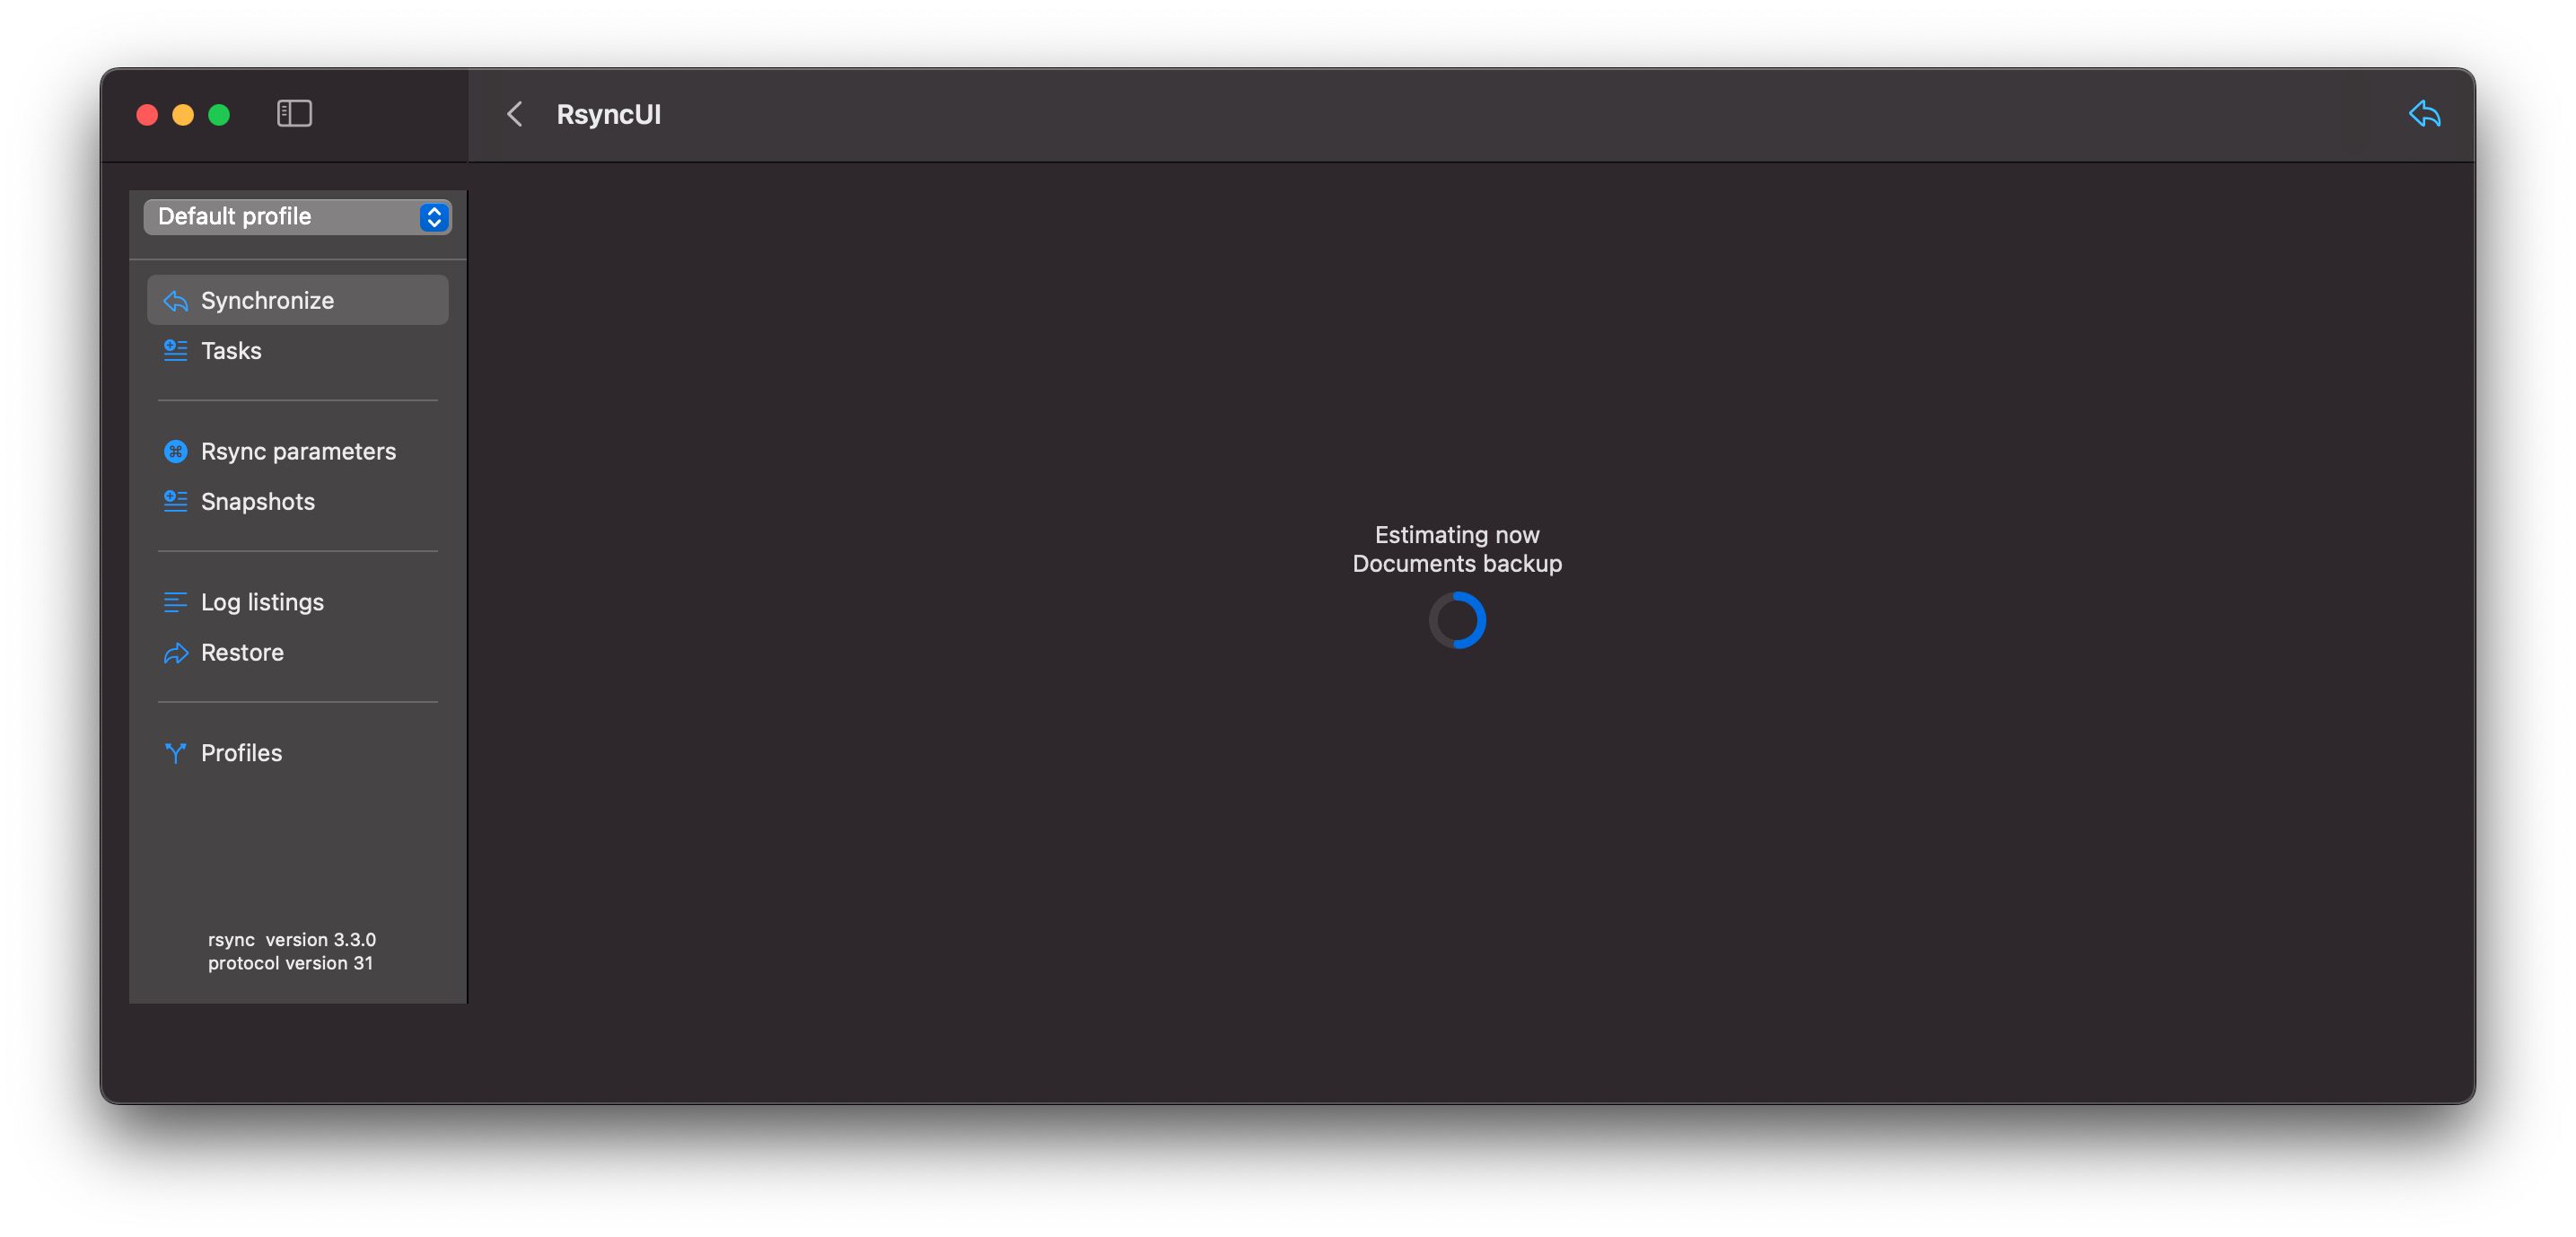 RsyncUI
Default profile
Synchronize
Tasks
Rsync parameters
Snapshots
Log listings
Restore
Profiles
rsync  version 3.3.0
protocol version 31
Estimating now
Documents backup